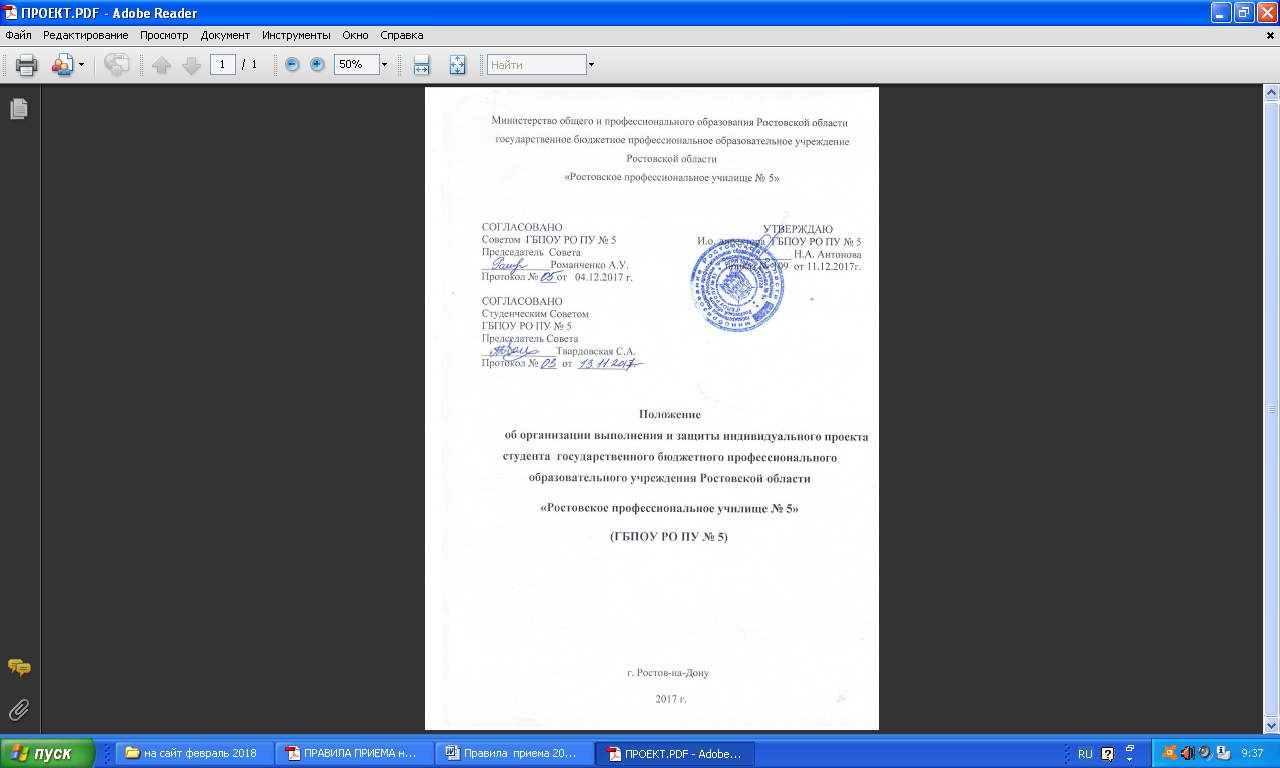 ПРОЕКТ.PDF - Adobe Reader
Файл Редактирование Просмотр Документ Инструменты Окно Справка
1 / 1 50% Найти
Министерство общего и профессионального образования Ростовской области
государственное бюджетное профессиональное образовательное учреждение
Ростовской области
«Ростовское профессиональное училище № 5»
СОГЛАСОВАНО
Советом ГБПОУ РО ПУ № 5
Председатель Совета
Романченко А.У.
Протокол № 05 от 04.12.2017 г.
УТВЕРЖДАЮ
И.о. директора ГБПОУ РО ПУ № 5
Н.А. Антонова
09 от 11.12.2017г.
СОГЛАСОВАНО
Студенческим Советом
ГБПОУ РО ПУ № 5
Председатель Совета
Твардовская С.А.
Протокол № 03 от 13.11.2017.
Положение
об организации выполнения и защиты индивидуального проекта
студента государственного бюджетного профессионального
образовательного учреждения Ростовской области
«Ростовское профессиональное училище № 5»
(ГБПОУ РО ПУ № 5)
г. Ростов-на-Дону
2017 г.
пуск на сайт февраль 2018 ПРАВИЛА ПРИЕМА н... Правила приема 20... ПРОЕКТ.PDF - Adobe... RU 9:37